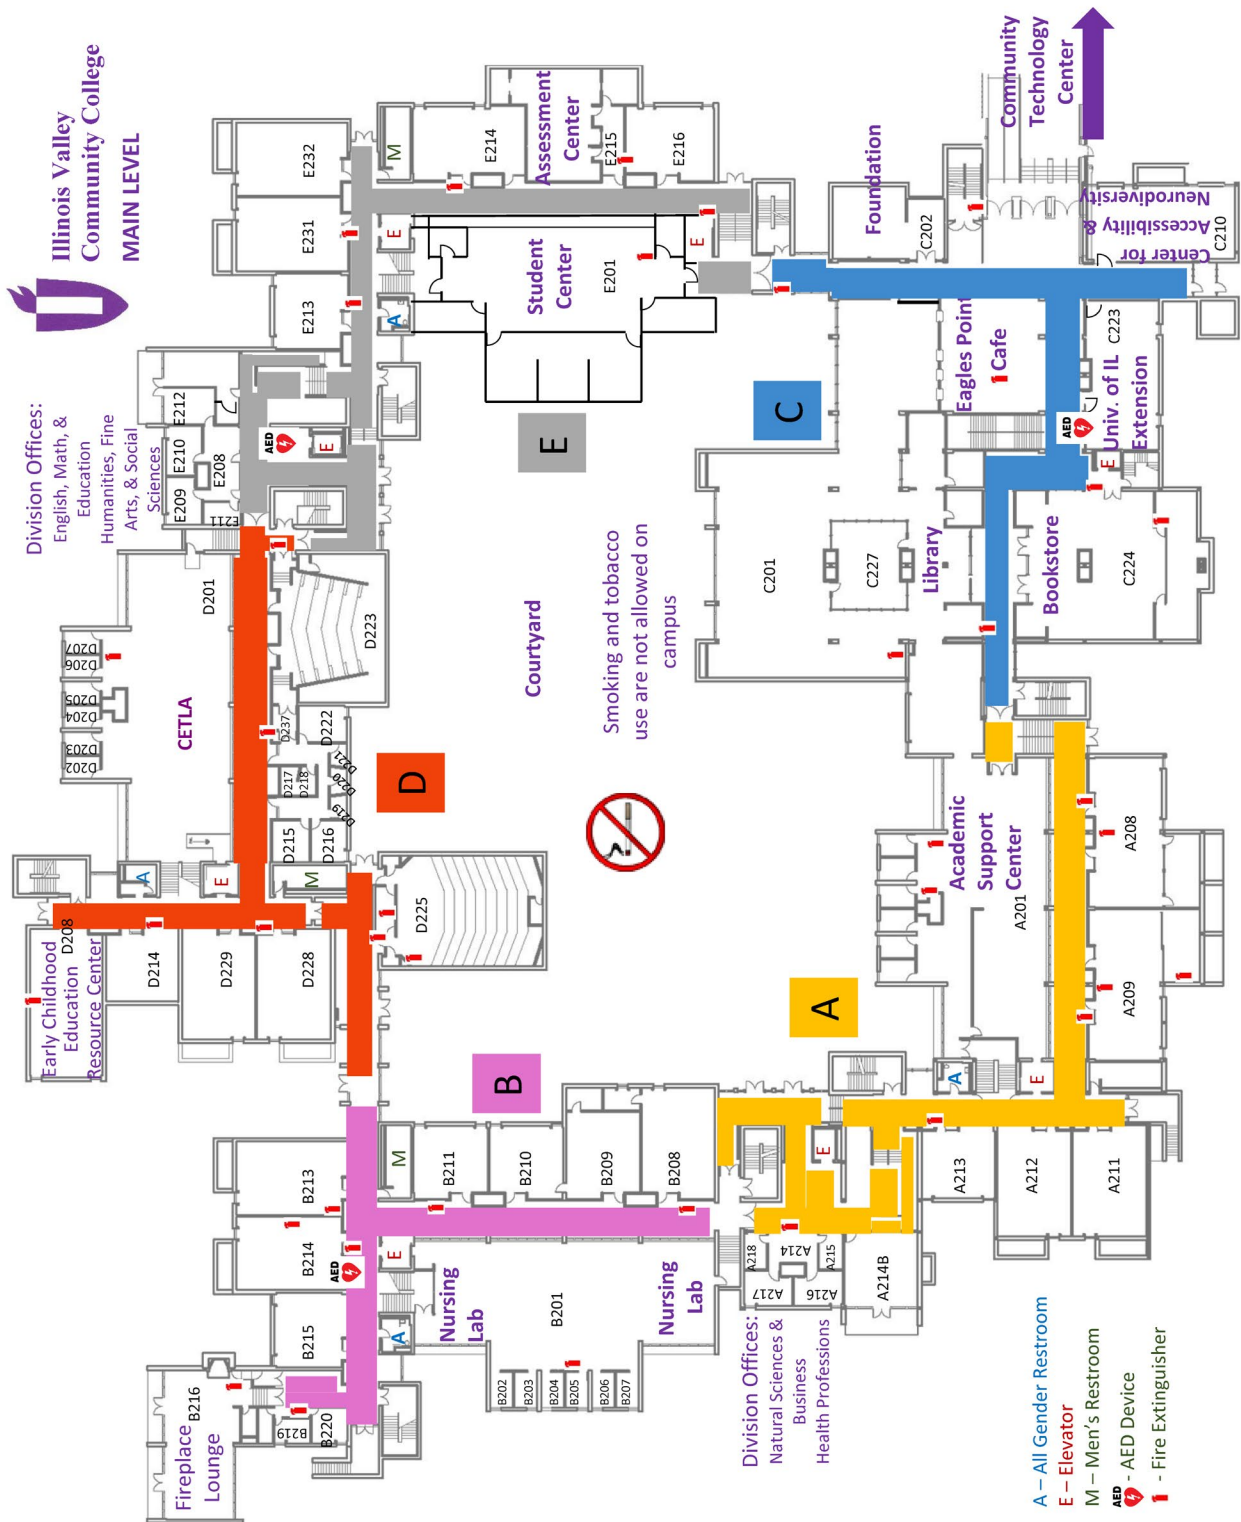 Illinois Valley
Community College
MAIN LEVEL
Division Offices:
English, Math, &
Education
Humanities, Fine
Arts, & Social
Sciences
E232
E231
E213
E212
E210
E209
E208
E211
M
E
A
E214
Assessment
Center
E215
E216
Student
Center
E201
E
AED
E
E
Community
Technology
Center
Foundation
C202
Center for
Accessibility &
Neurodiversity
C210
Eagles Point
Cafe
C223
Univ. of IL
Extension
AED
E
C
C201
C227
Library
Bookstore
C224
D201
D207
D206
D205
D204
D203
D202
CETLA
D223
D237
D222
D221
D220
D219
D217
D218
D215
D216
A
E
M
D
D208
Early Childhood
Education
Resource Center
D214
D229
D228
D225
Courtyard
Smoking and tobacco
use are not allowed on
campus
Academic
Support
Center
A201
A208
A209
A
A
E
E
A213
A212
A211
A218
A214
A215
A217
A216
A214B
B
M
B211
B210
B209
B208
B213
B214
B215
AED
E
A
Nursing
Lab
B201
Nursing
Lab
B202
B203
B204
B205
B206
B207
B216
Fireplace
Lounge
B219
B220
Division Offices:
Natural Sciences &
Business
Health Professions
A – All Gender Restroom
E – Elevator
M – Men's Restroom
AED - AED Device
- Fire Extinguisher